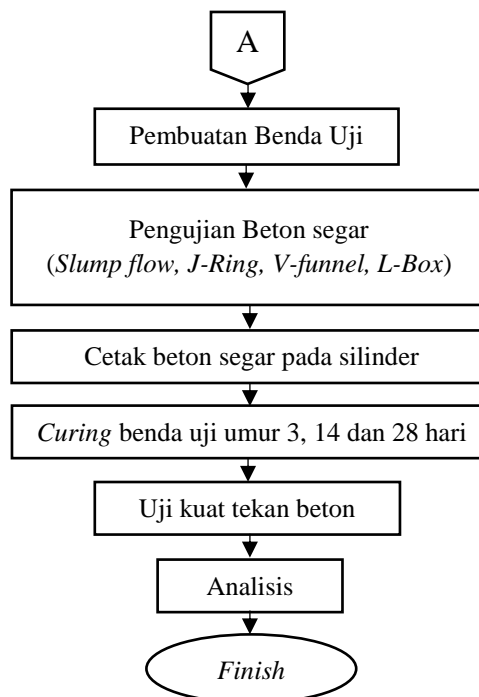 A
Pembuatan Benda Uji
Pengujian Beton segar
(Slump flow, J-Ring, V-funnel, L-Box)
Cetak beton segar pada silinder
Curing benda uji umur 3, 14 dan 28 hari
Uji kuat tekan beton
Analisis
Finish